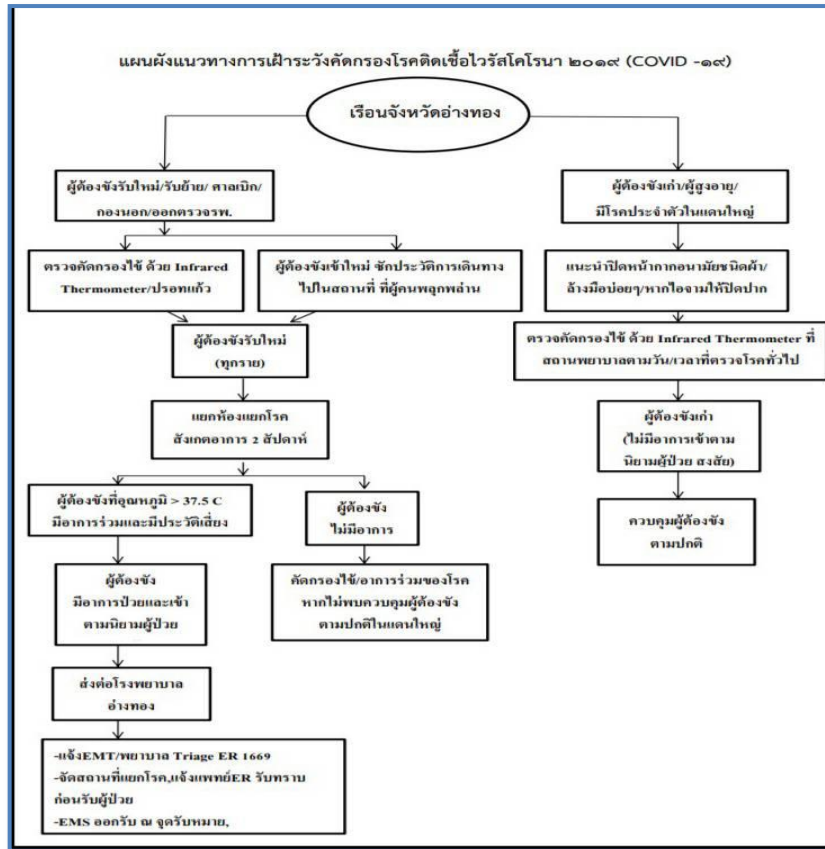 แผนผังแนวทางการเฝ้าระวังคัดกรองโรคติดเชื้อไวรัสโคโรนา ๒๐๑๙ (COVID -๑๙)
เรือนจังหวัดอ่างทอง
ผู้ต้องขังรับใหม่/รับย้าย/ ศาลเบิก/
กองนอก/ออกตรวจรพ.
ผู้ต้องขังเก่า/ผู้สูงอายุ/
มีโรคประจำตัวในแดนใหญ่
ตรวจคัดกรองไข้ ด้วย Infrared
Thermometer/ปรอทแก้ว
ผู้ต้องขังเข้าใหม่ ซักประวัติการเดินทาง
ไปในสถานที่ ที่ผู้คนพลุกพล่าน
แนะนำปิดหน้ากากอนามัยชนิดผ้า/
ล้างมือบ่อยๆ/หากไอจามให้ปิดปาก
ผู้ต้องขังรับใหม่
(ทุกราย)
ตรวจคัดกรองไข้ ด้วย Infrared Thermometer ที่
สถานพยาบาลตามวัน/เวลาที่ตรวจโรคทั่วไป
แยกห้องแยกโรค
สังเกตอาการ 2 สัปดาห์
ผู้ต้องขังเก่า
(ไม่มีอาการเข้าตาม
นิยามผู้ป่วย สงสัย)
ผู้ต้องขังที่อุณหภูมิ > 37.5 C
มีอาการร่วมและมีประวัติเสี่ยง
ผู้ต้องขัง
ไม่มีอาการ
ควบคุมผู้ต้องขัง
ตามปกติ
ผู้ต้องขัง
มีอาการป่วยและเข้า
ตามนิยามผู้ป่วย
คัดกรองไข้/อาการร่วมของโรค
หากไม่พบควบคุมผู้ต้องขัง
ตามปกติในแดนใหญ่
ส่งต่อโรงพยาบาล
อ่างทอง
-แจ้งEMT/พยาบาล Triage ER 1669
-จัดสถานที่แยกโรค,แจ้งแพทย์ER รับทราบ
ก่อนรับผู้ป่วย
-EMS ออกรับ ณ จุดรับหมาย,